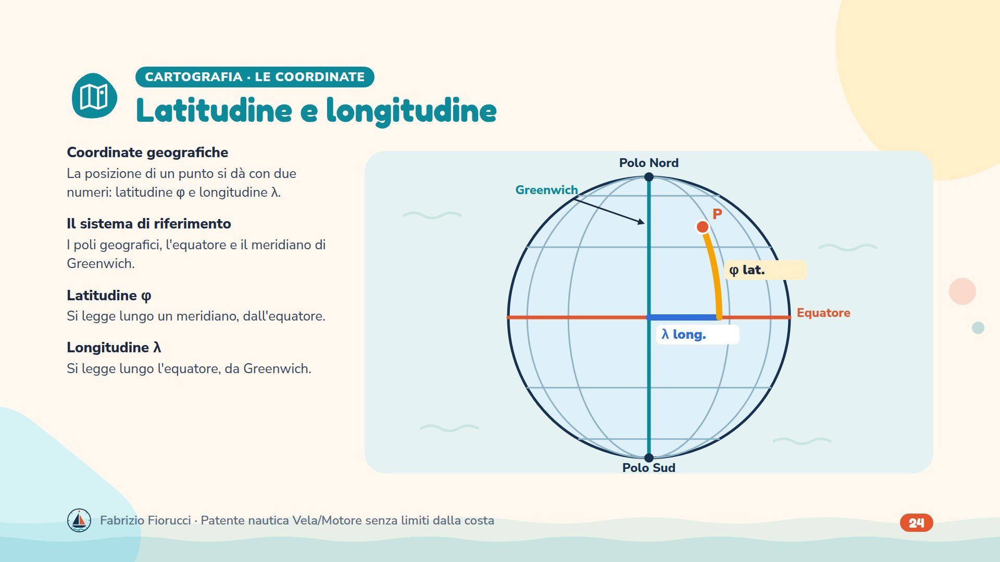 CARTOGRAFIA · LE COORDINATE
Latitudine e longitudine
Coordinate geografiche
La posizione di un punto si dà con due
numeri: latitudine φ e longitudine λ.
Il sistema di riferimento
I poli geografici, l'equatore e il meridiano di
Greenwich.
Latitudine φ
Si legge lungo un meridiano, dall'equatore.
Longitudine λ
Si legge lungo l'equatore, da Greenwich.
Polo Nord
Greenwich
P
φ lat.
Equatore
λ long.
Polo Sud
Fabrizio Fiorucci · Patente nautica Vela/Motore senza limiti dalla costa
24